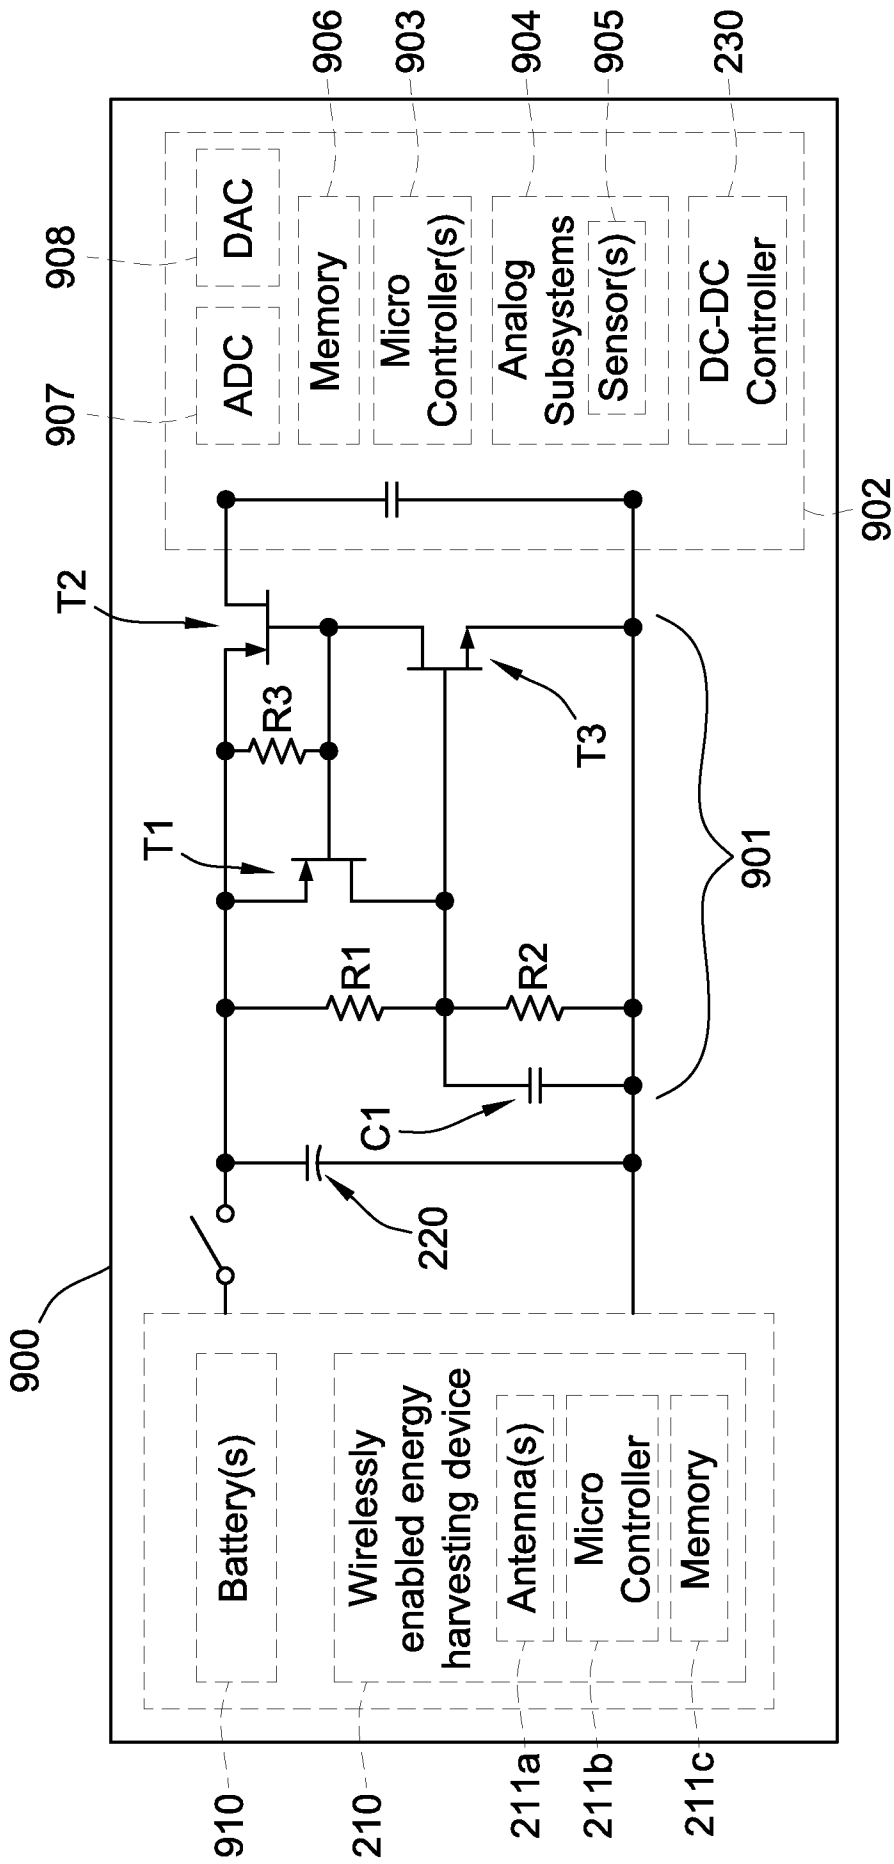 900
910
Battery(s)
210
Wirelessly
enabled energy
harvesting device
211a
Antenna(s)
211b
Micro
Controller
211c
Memory
220
C1
R1
R2
T1
R3
T2
T3
901
902
907
ADC
908
DAC
906
Memory
903
Micro
Controller(s)
904
Analog
Subsystems
905
Sensor(s)
230
DC-DC
Controller